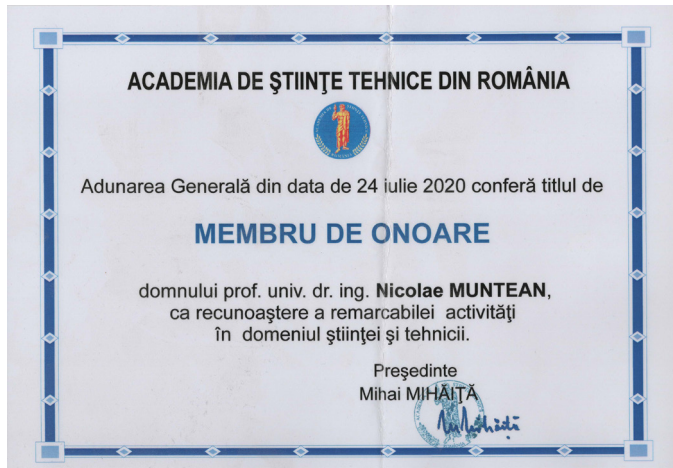 ACADEMIA DE ŞTIINŢE TEHNICE DIN ROMÂNIA
Adunarea Generală din data de 24 iulie 2020 conferă titlul de
MEMBRU DE ONOARE
domnului prof. univ. dr. ing. Nicolae MUNTEAN,
ca recunoaştere a remarcabilei activităţi
în domeniul ştiinţei şi tehnicii.
Preşedinte
Mihai MIHĂIŢĂ